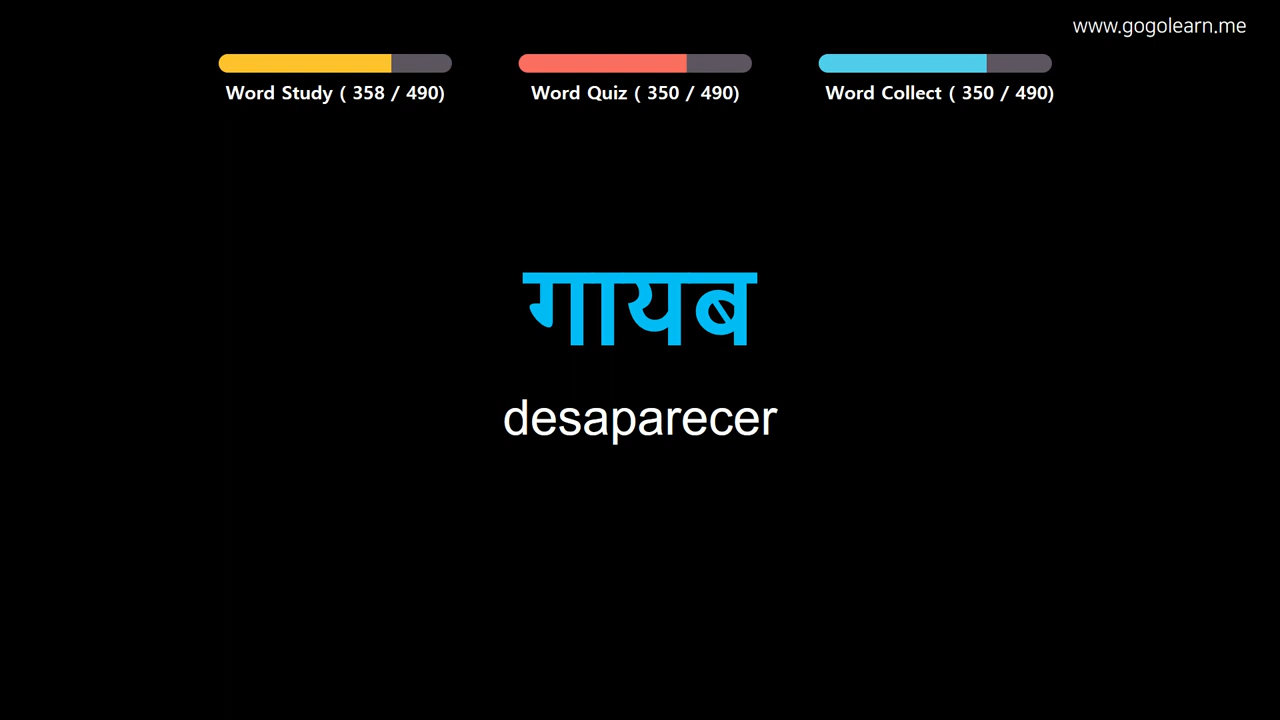 www.gogolearn.me
Word Study ( 358 / 490)
Word Quiz ( 350 / 490)
Word Collect ( 350 / 490)
गायब
desaparecer